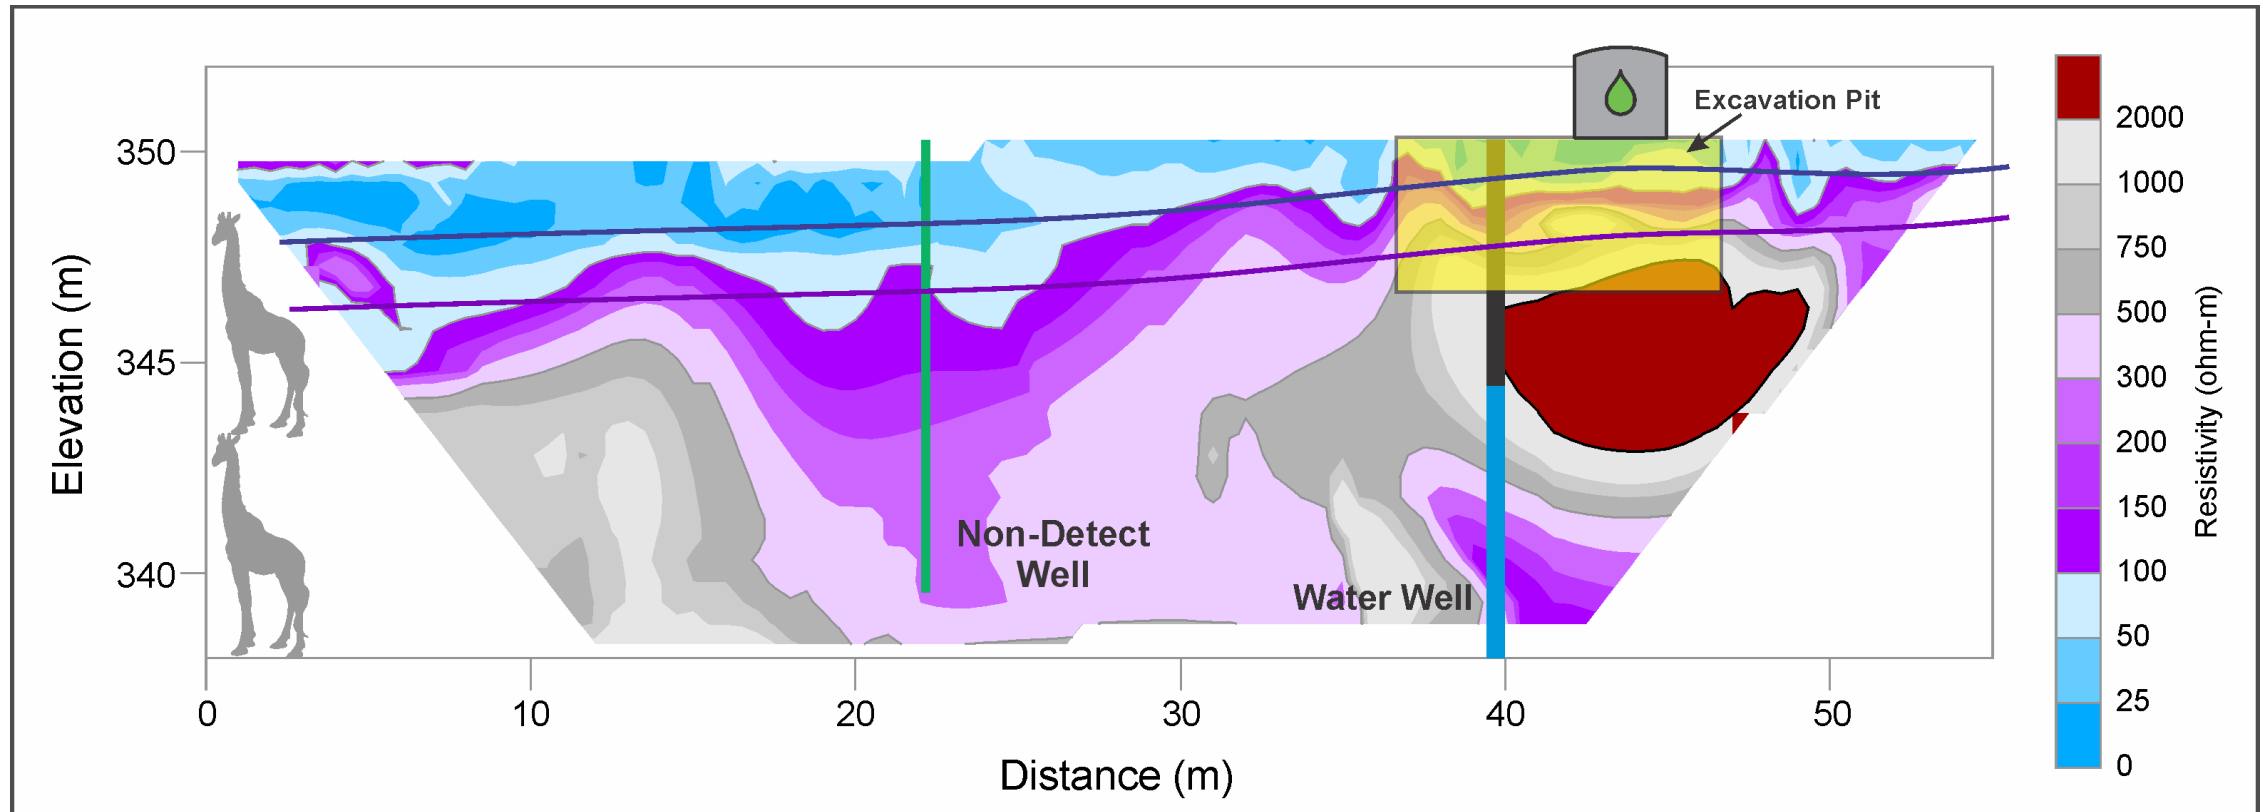 Excavation Pit
350
345
340
Elevation (m)
Non-Detect
Well
Water Well
0
10
20
30
40
50
Distance (m)
2000
1000
750
500
300
200
150
100
50
25
0
Resistivity (ohm-m)